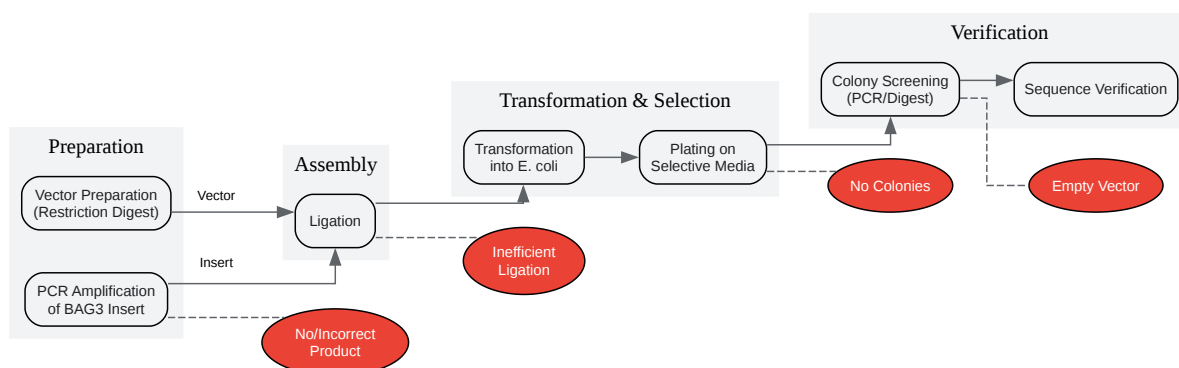 Preparation
Vector Preparation
(Restriction Digest)
PCR Amplification
of BAG3 Insert
Vector
Insert
No/Incorrect
Product
Assembly
Ligation
Inefficient
Ligation
Transformation & Selection
Transformation
into E. coli
Plating on
Selective Media
No Colonies
Verification
Colony Screening
(PCR/Digest)
Sequence Verification
Empty Vector